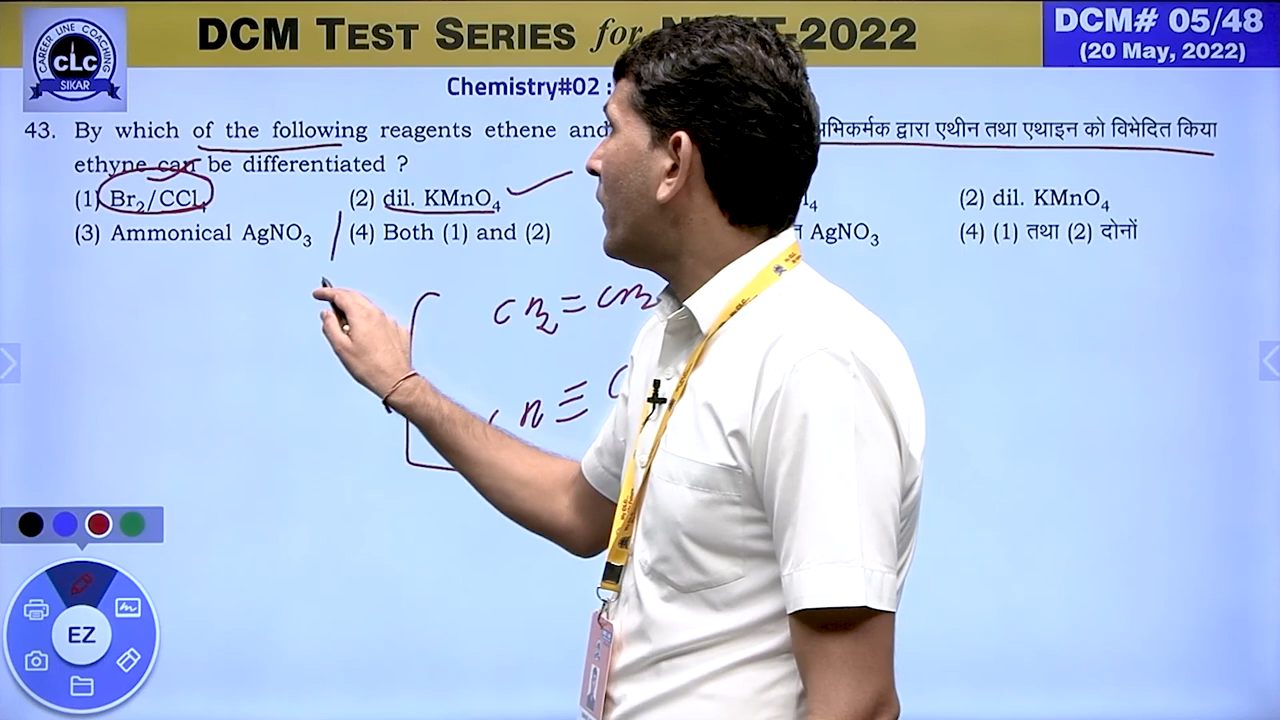 DCM TEST SERIES for NEET-2022
DCM# 05/48
(20 May, 2022)
CAREER LINE COACHING
CLC
SIKAR
Chemistry#02 :
43. By which of the following reagents ethene and
ethyne can be differentiated ?
(1) Br2/CCl4
(2) dil. KMnO4
(3) Ammonical AgNO3
(4) Both (1) and (2)
अभिकर्मक द्वारा एथीन तथा एथाइन को विभेदित किया
(2) dil. KMnO4
AgNO3
(4) (1) तथा (2) दोनों
CH2=CH2
EZ